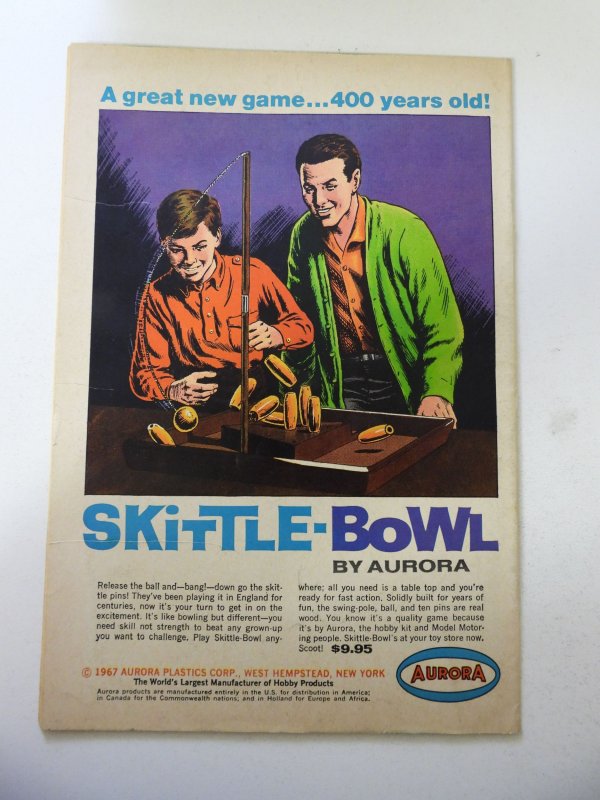 A great new game...400 years old!
SKiTTLE-BoWL
BY AURORA
Release the ball and—bang!—down go the skit-
tle pins! They've been playing it in England for
centuries, now it's your turn to get in on the
excitement. It's like bowling but different—you
need skill not strength to beat any grown-up
you want to challenge. Play Skittle-Bowl any-
where; all you need is a table top and you're
ready for fast action. Solidly built for years of
fun, the swing-pole, ball, and ten pins are real
wood. You know it's a quality game because
it's by Aurora, the hobby kit and Model Motor-
ing people. Skittle-Bowl's at your toy store now.
Scoot! $9.95
© 1967 AURORA PLASTICS CORP., WEST HEMPSTEAD, NEW YORK
The World's Largest Manufacturer of Hobby Products
Aurora products are manufactured entirely in the U.S. for distribution in America;
in Canada for the Commonwealth nations; and in Holland for Europe and Africa.
AURORA